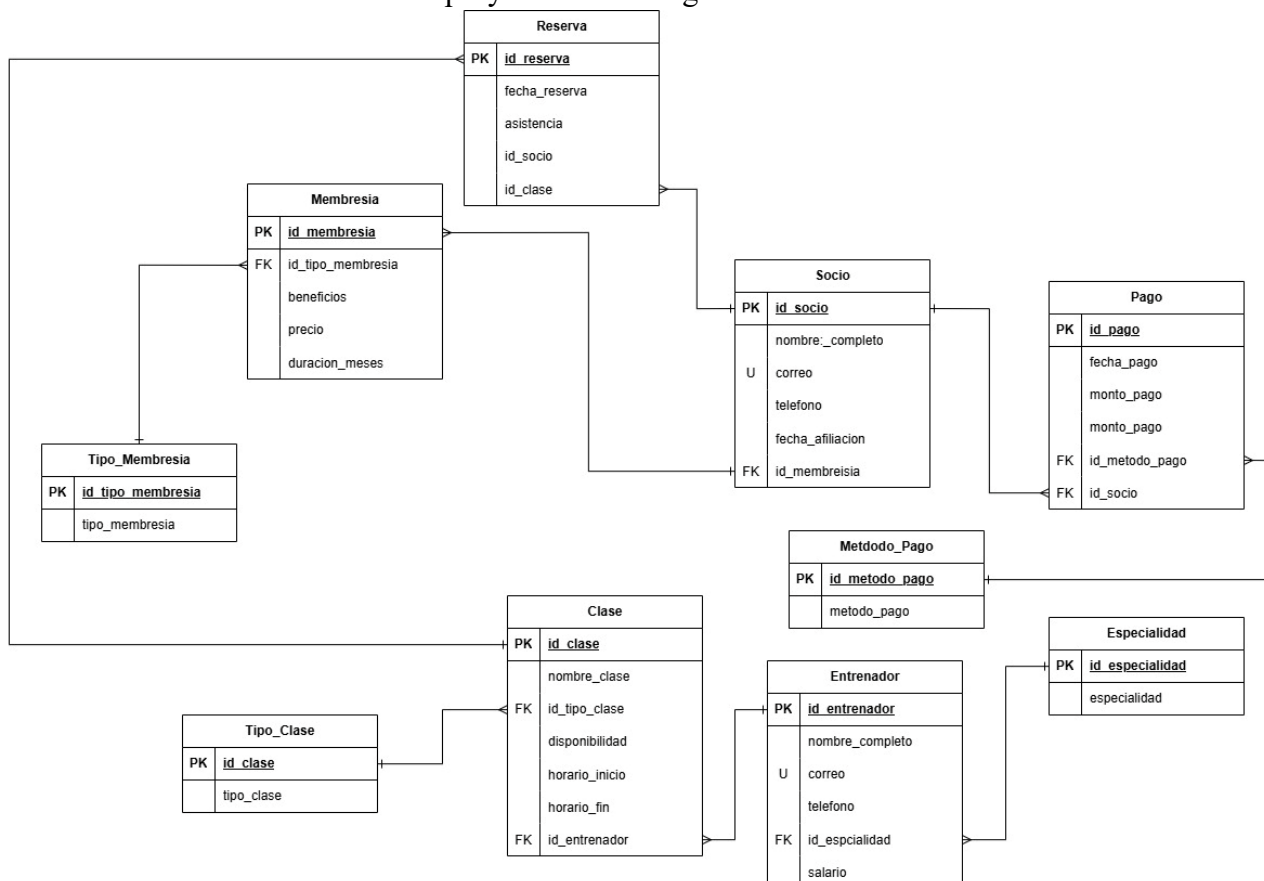 Reserva
PK id_reserva
fecha_reserva
asistencia
id_socio
id_clase
Membresia
PK id_membresia
FK id_tipo_membresia
beneficios
precio
duracion_meses
Socio
PK id_socio
nombre:_completo
U correo
telefono
fecha_afiliacion
FK id_membreisia
Pago
PK id_pago
fecha_pago
monto_pago
monto_pago
FK id_metodo_pago
FK id_socio
Tipo_Membresia
PK id_tipo_membresia
tipo_membresia
Metdodo_Pago
PK id_metodo_pago
metodo_pago
Clase
PK id_clase
nombre_clase
FK id_tipo_clase
disponibilidad
horario_inicio
horario_fin
FK id_entrenador
Especialidad
PK id_especialidad
especialidad
Entrenador
PK id_entrenador
nombre_completo
U correo
telefono
FK id_espcialidad
salario
Tipo_Clase
PK id_clase
tipo_clase